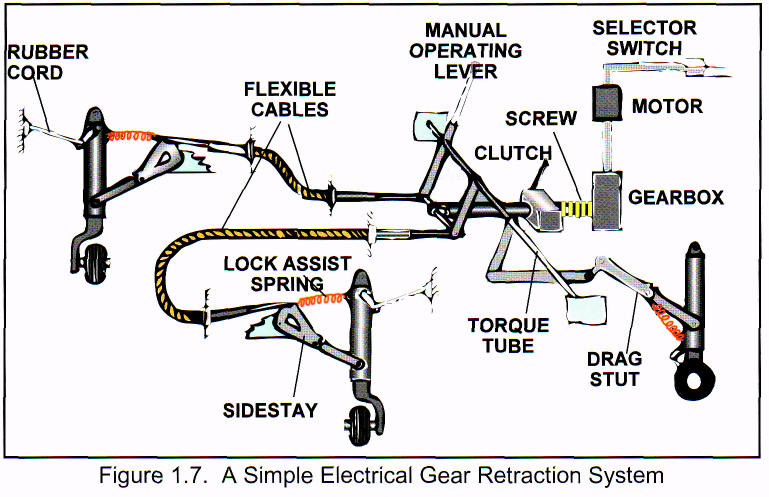 MANUAL
OPERATING
LEVER
SELECTOR
SWITCH
RUBBER
CORD
FLEXIBLE
CABLES
MOTOR
SCREW
CLUTCH
GEARBOX
LOCK ASSIST
SPRING
TORQUE
TUBE
DRAG
STUT
SIDESTAY
Figure 1.7. A Simple Electrical Gear Retraction System